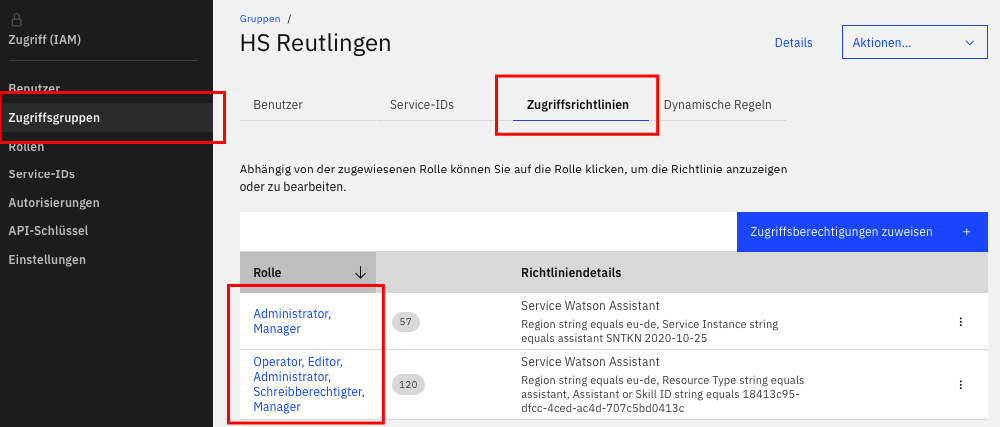 Zugriff (IAM)
Benutzer
Zugriffsgruppen
Rollen
Service-IDs
Autorisierungen
API-Schlüssel
Einstellungen
Gruppen /
HS Reutlingen
Details
Aktionen...
Benutzer
Service-IDs
Zugriffsrichtlinien
Dynamische Regeln
Abhängig von der zugewiesenen Rolle können Sie auf die Rolle klicken, um die Richtlinie anzuzeigen
oder zu bearbeiten.
Zugriffsberechtigungen zuweisen +
Rolle
Richtliniendetails
Administrator,
Manager
57
Service Watson Assistant
Region string equals eu-de, Service Instance string
equals assistant SNTKN 2020-10-25
Operator, Editor,
Administrator,
Schreibberechtigter,
Manager
120
Service Watson Assistant
Region string equals eu-de, Resource Type string equals
assistant, Assistant or Skill ID string equals 18413c95-
dfcc-4ced-ac4d-707c5bd0413c